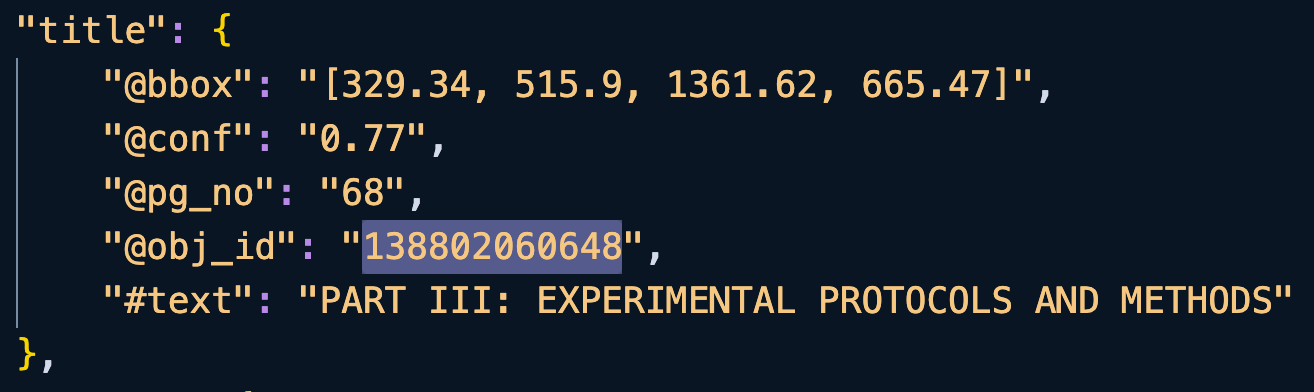 "title": {
"@bbox": "[329.34, 515.9, 1361.62, 665.47]",
"@conf": "0.77",
"@pg_no": "68",
"@obj_id": "138802060648",
"#text": "PART III: EXPERIMENTAL PROTOCOLS AND METHODS"
},